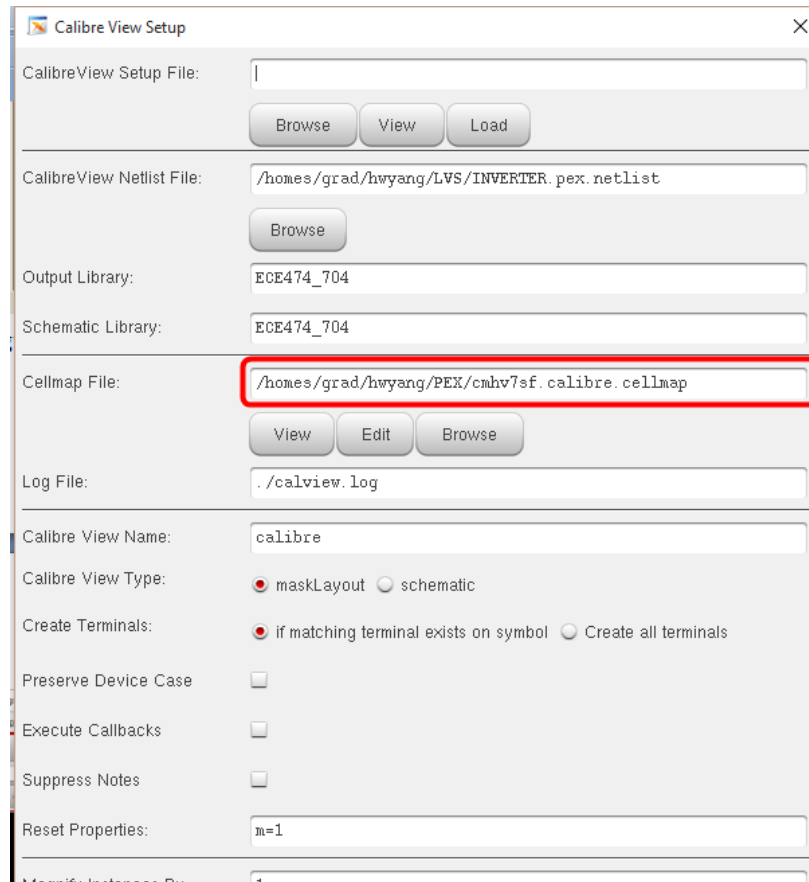 Calibre View Setup
CalibreView Setup File:
Browse View Load
CalibreView Netlist File: /homes/grad/hwyang/LVS/INVERTER.pex.netlist
Browse
Output Library: ECE474_704
Schematic Library: ECE474_704
Cellmap File: /homes/grad/hwyang/PEX/cmhv7sf.calibre.cellmap
View Edit Browse
Log File: ./calview.log
Calibre View Name: calibre
Calibre View Type: maskLayout schematic
Create Terminals: if matching terminal exists on symbol Create all terminals
Preserve Device Case
Execute Callbacks
Suppress Notes
Reset Properties: m=1
Magnify Instances By